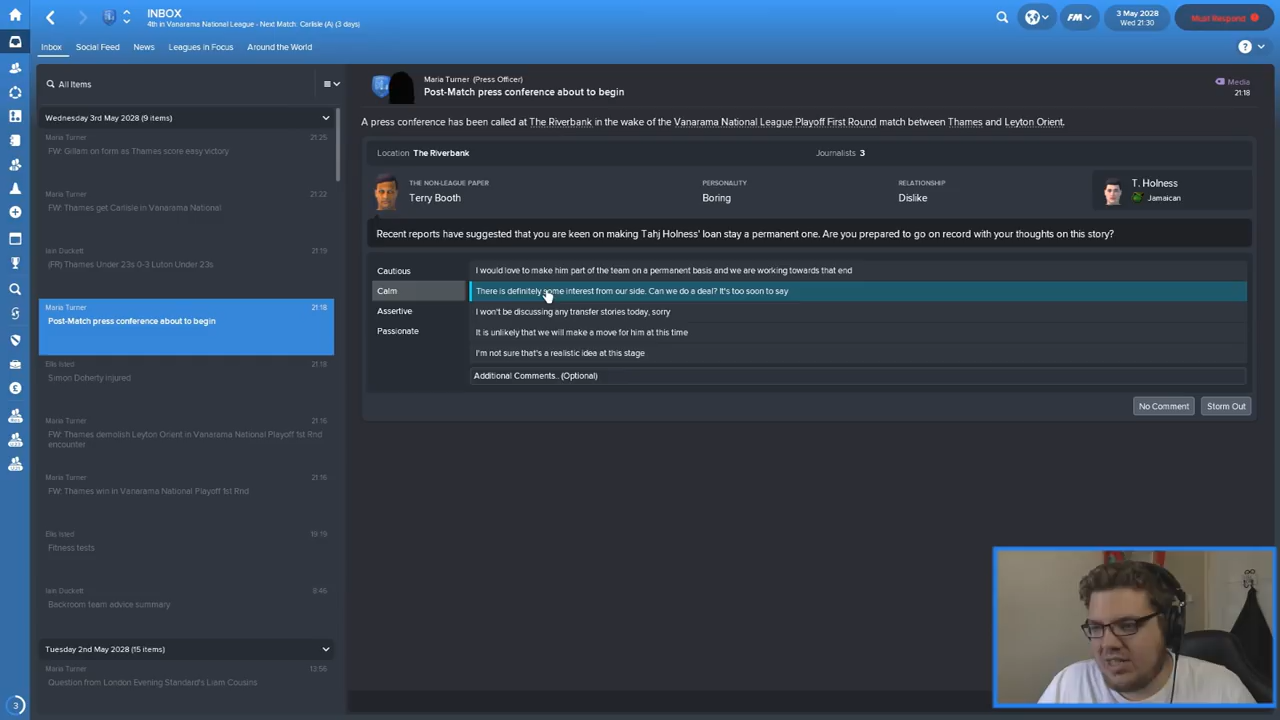 INBOX
4th in Vanarama National League - Next Match: Carlisle (A) (3 days)
FM
3 May 2028
Wed 21:30
Must Respond
Inbox
Social Feed
News
Leagues in Focus
Around the World
?
All Items
Wednesday 3rd May 2028 (9 items)
Maria Turner 21:25
FW: Gillam on form as Thames score easy victory
Maria Turner 21:22
FW: Thames get Carlisle in Vanarama National
Iain Duckett 21:19
(FR) Thames Under 23s 0-3 Luton Under 23s
Maria Turner 21:18
Post-Match press conference about to begin
Ellis Isted 21:18
Simon Doherty injured
Maria Turner 21:16
FW: Thames demolish Leyton Orient in Vanarama National Playoff 1st Rnd
encounter
Maria Turner 21:16
FW: Thames win in Vanarama National Playoff 1st Rnd
Ellis Isted 19:19
Fitness tests
Iain Duckett 8:46
Backroom team advice summary
Tuesday 2nd May 2028 (15 items)
Maria Turner 13:56
Question from London Evening Standard's Liam Cousins
3
Maria Turner (Press Officer)
Post-Match press conference about to begin
Media
21:18
A press conference has been called at The Riverbank in the wake of the Vanarama National League Playoff First Round match between Thames and Leyton Orient.
Location The Riverbank
Journalists 3
THE NON-LEAGUE PAPER
Terry Booth
PERSONALITY
Boring
RELATIONSHIP
Dislike
T. Holness
Jamaican
Recent reports have suggested that you are keen on making Tahj Holness' loan stay a permanent one. Are you prepared to go on record with your thoughts on this story?
Cautious
Calm
Assertive
Passionate
I would love to make him part of the team on a permanent basis and we are working towards that end
There is definitely some interest from our side. Can we do a deal? It's too soon to say
I won't be discussing any transfer stories today, sorry
It is unlikely that we will make a move for him at this time
I'm not sure that's a realistic idea at this stage
Additional Comments.. (Optional)
No Comment
Storm Out